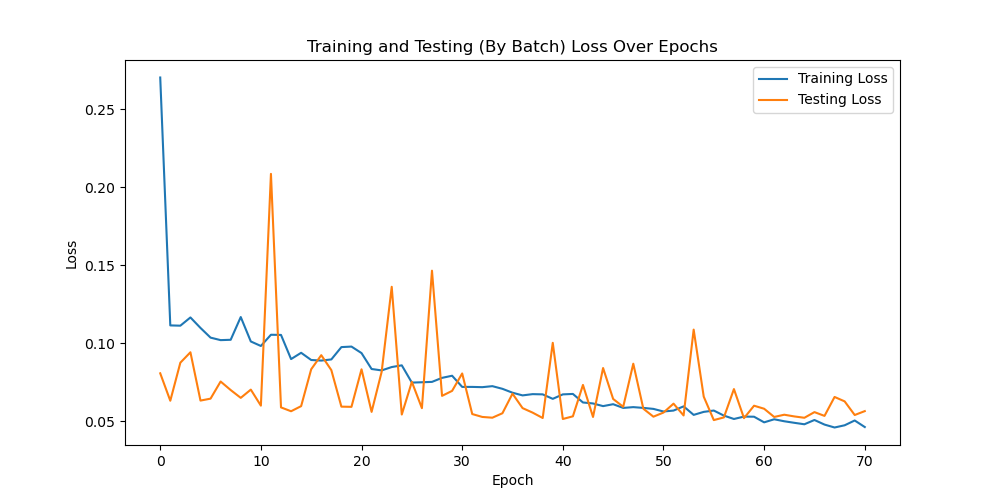 Training and Testing (By Batch) Loss Over Epochs
Training Loss
Testing Loss
0.25
0.20
0.15
0.10
0.05
Loss
0 10 20 30 40 50 60 70
Epoch